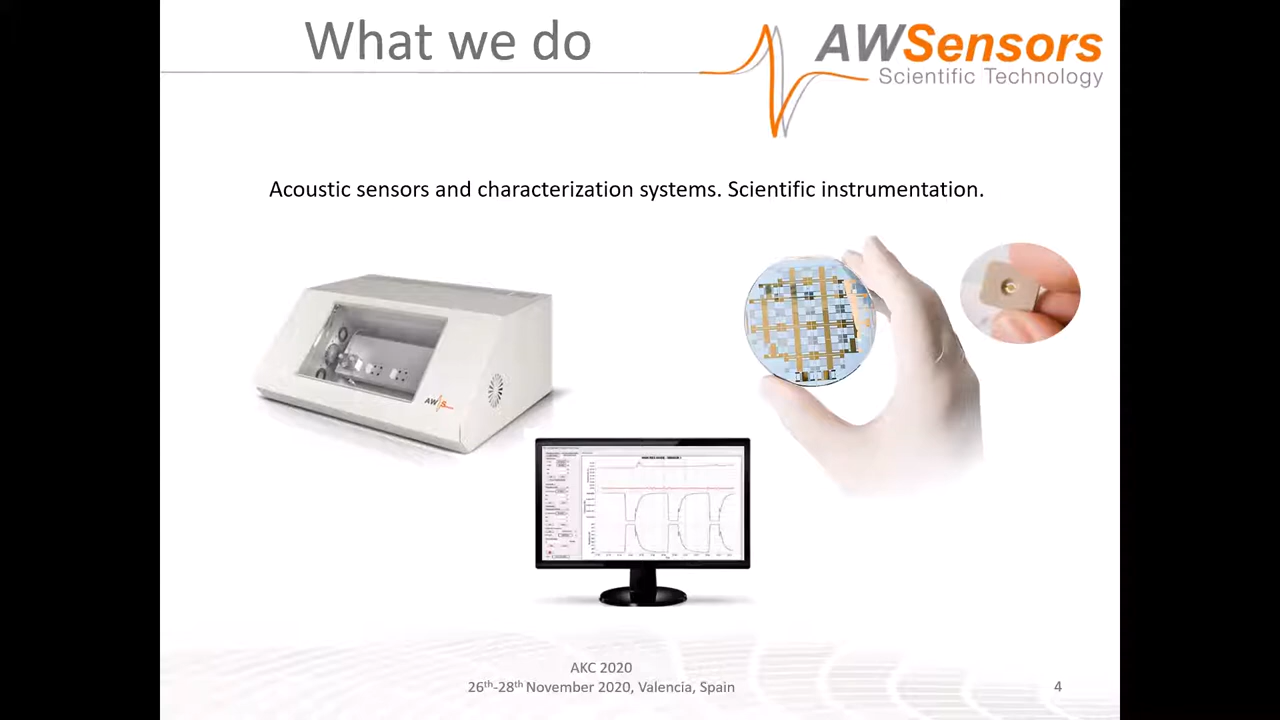 What we do
AWSensors
Scientific Technology
Acoustic sensors and characterization systems. Scientific instrumentation.
AWS
AKC 2020
26th-28th November 2020, Valencia, Spain
4